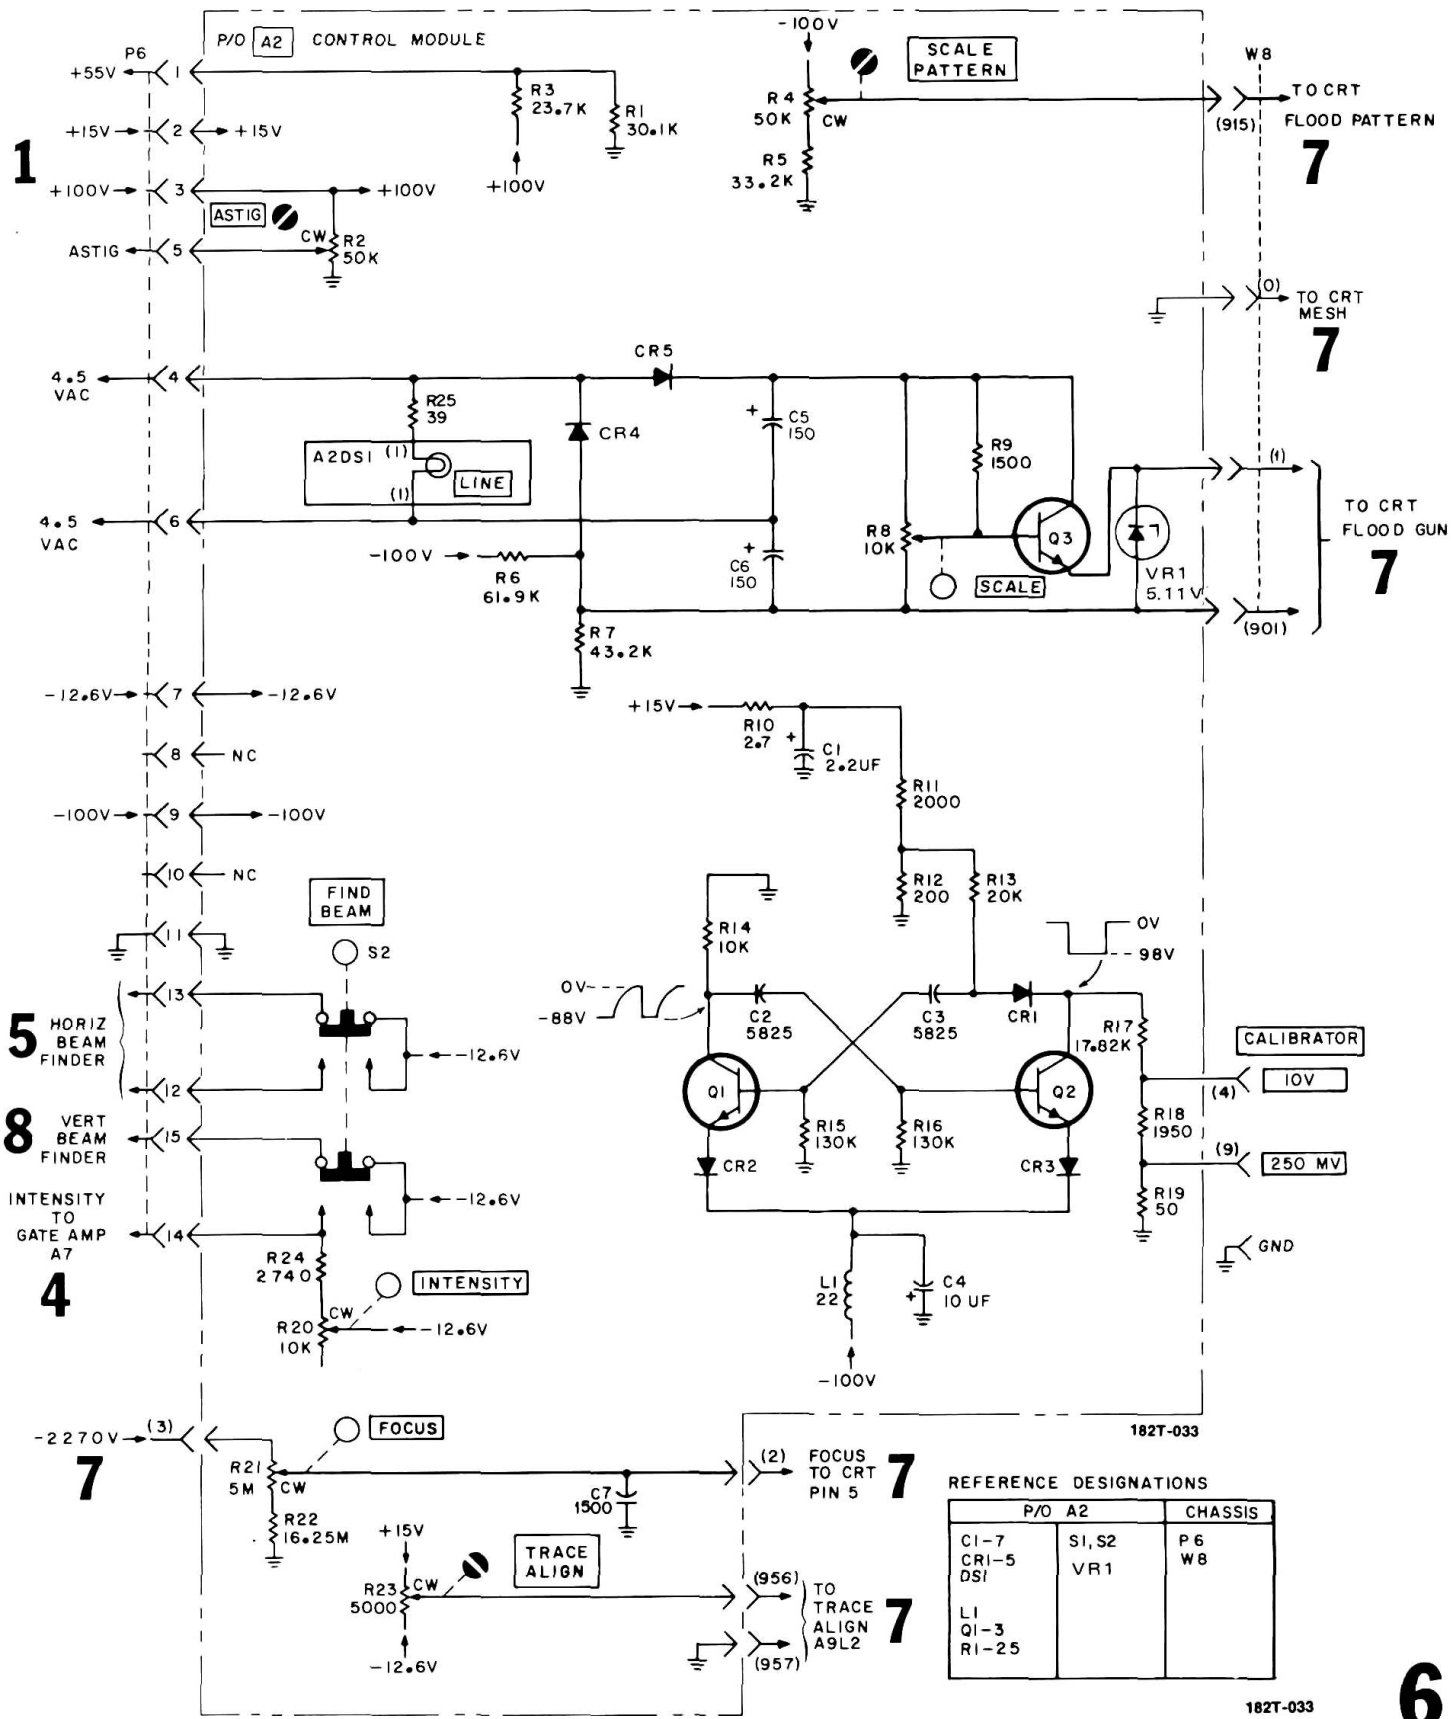 P/O A2 CONTROL MODULE
P6
+55V
1
+15V
2
+15V
1
+100V
3
+100V
ASTIG
ASTIG
5
CW
R2
50K
R3
23.7K
+100V
R1
30.1K
-100V
SCALE
PATTERN
R4
50K
CW
R5
33.2K
W8
(915)
TO CRT
FLOOD PATTERN
7
(0)
TO CRT
MESH
7
4.5
VAC
4
CR5
R25
39
A2DS1
(1)
LINE
(1)
CR4
C5
+
150
R9
1500
4.5
VAC
6
-100V
R6
61.9K
R7
43.2K
+
C6
150
R8
10K
Q3
SCALE
VR1
5.11V
(1)
(901)
TO CRT
FLOOD GUN
7
-12.6V
7
-12.6V
8
NC
-100V
9
-100V
10
NC
11
+15V
R10
2.7
+
C1
2.2UF
R11
2000
R12
200
R13
20K
FIND
BEAM
S2
R14
10K
0V
-88V
0V
-98V
13
5
HORIZ
BEAM
FINDER
12
-12.6V
C2
5825
C3
5825
CR1
R17
17.82K
Q1
Q2
R15
130K
R16
130K
CR2
CR3
CALIBRATOR
(4)
10V
R18
1950
(9)
250 MV
R19
50
GND
8
VERT
BEAM
FINDER
15
-12.6V
INTENSITY
TO
GATE AMP
A7
14
4
R24
2740
CW
INTENSITY
R20
10K
-12.6V
L1
22
C4
+
10 UF
-100V
-2270V
(3)
7
FOCUS
R21
5M
CW
R22
16.25M
C7
1500
(2)
FOCUS
TO CRT
PIN 5
7
+15V
CW
TRACE
ALIGN
R23
5000
-12.6V
(956)
(957)
TO
TRACE
ALIGN
A9L2
7
182T-033
REFERENCE DESIGNATIONS
P/O A2 CHASSIS
C1-7 S1, S2 P6
CR1-5 VR1 W8
DS1
L1
Q1-3
R1-25
182T-033
6